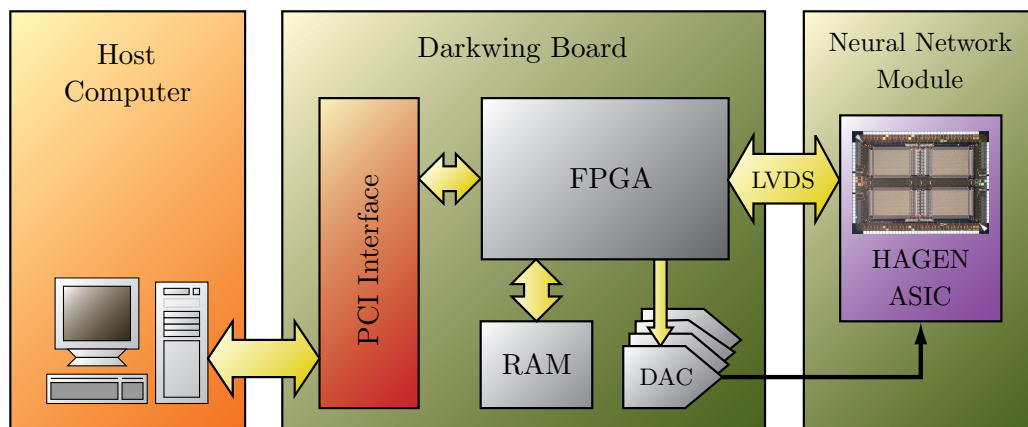 Host
Computer
Darkwing Board
Neural Network
Module
PCI Interface
FPGA
LVDS
HAGEN
ASIC
RAM
DAC